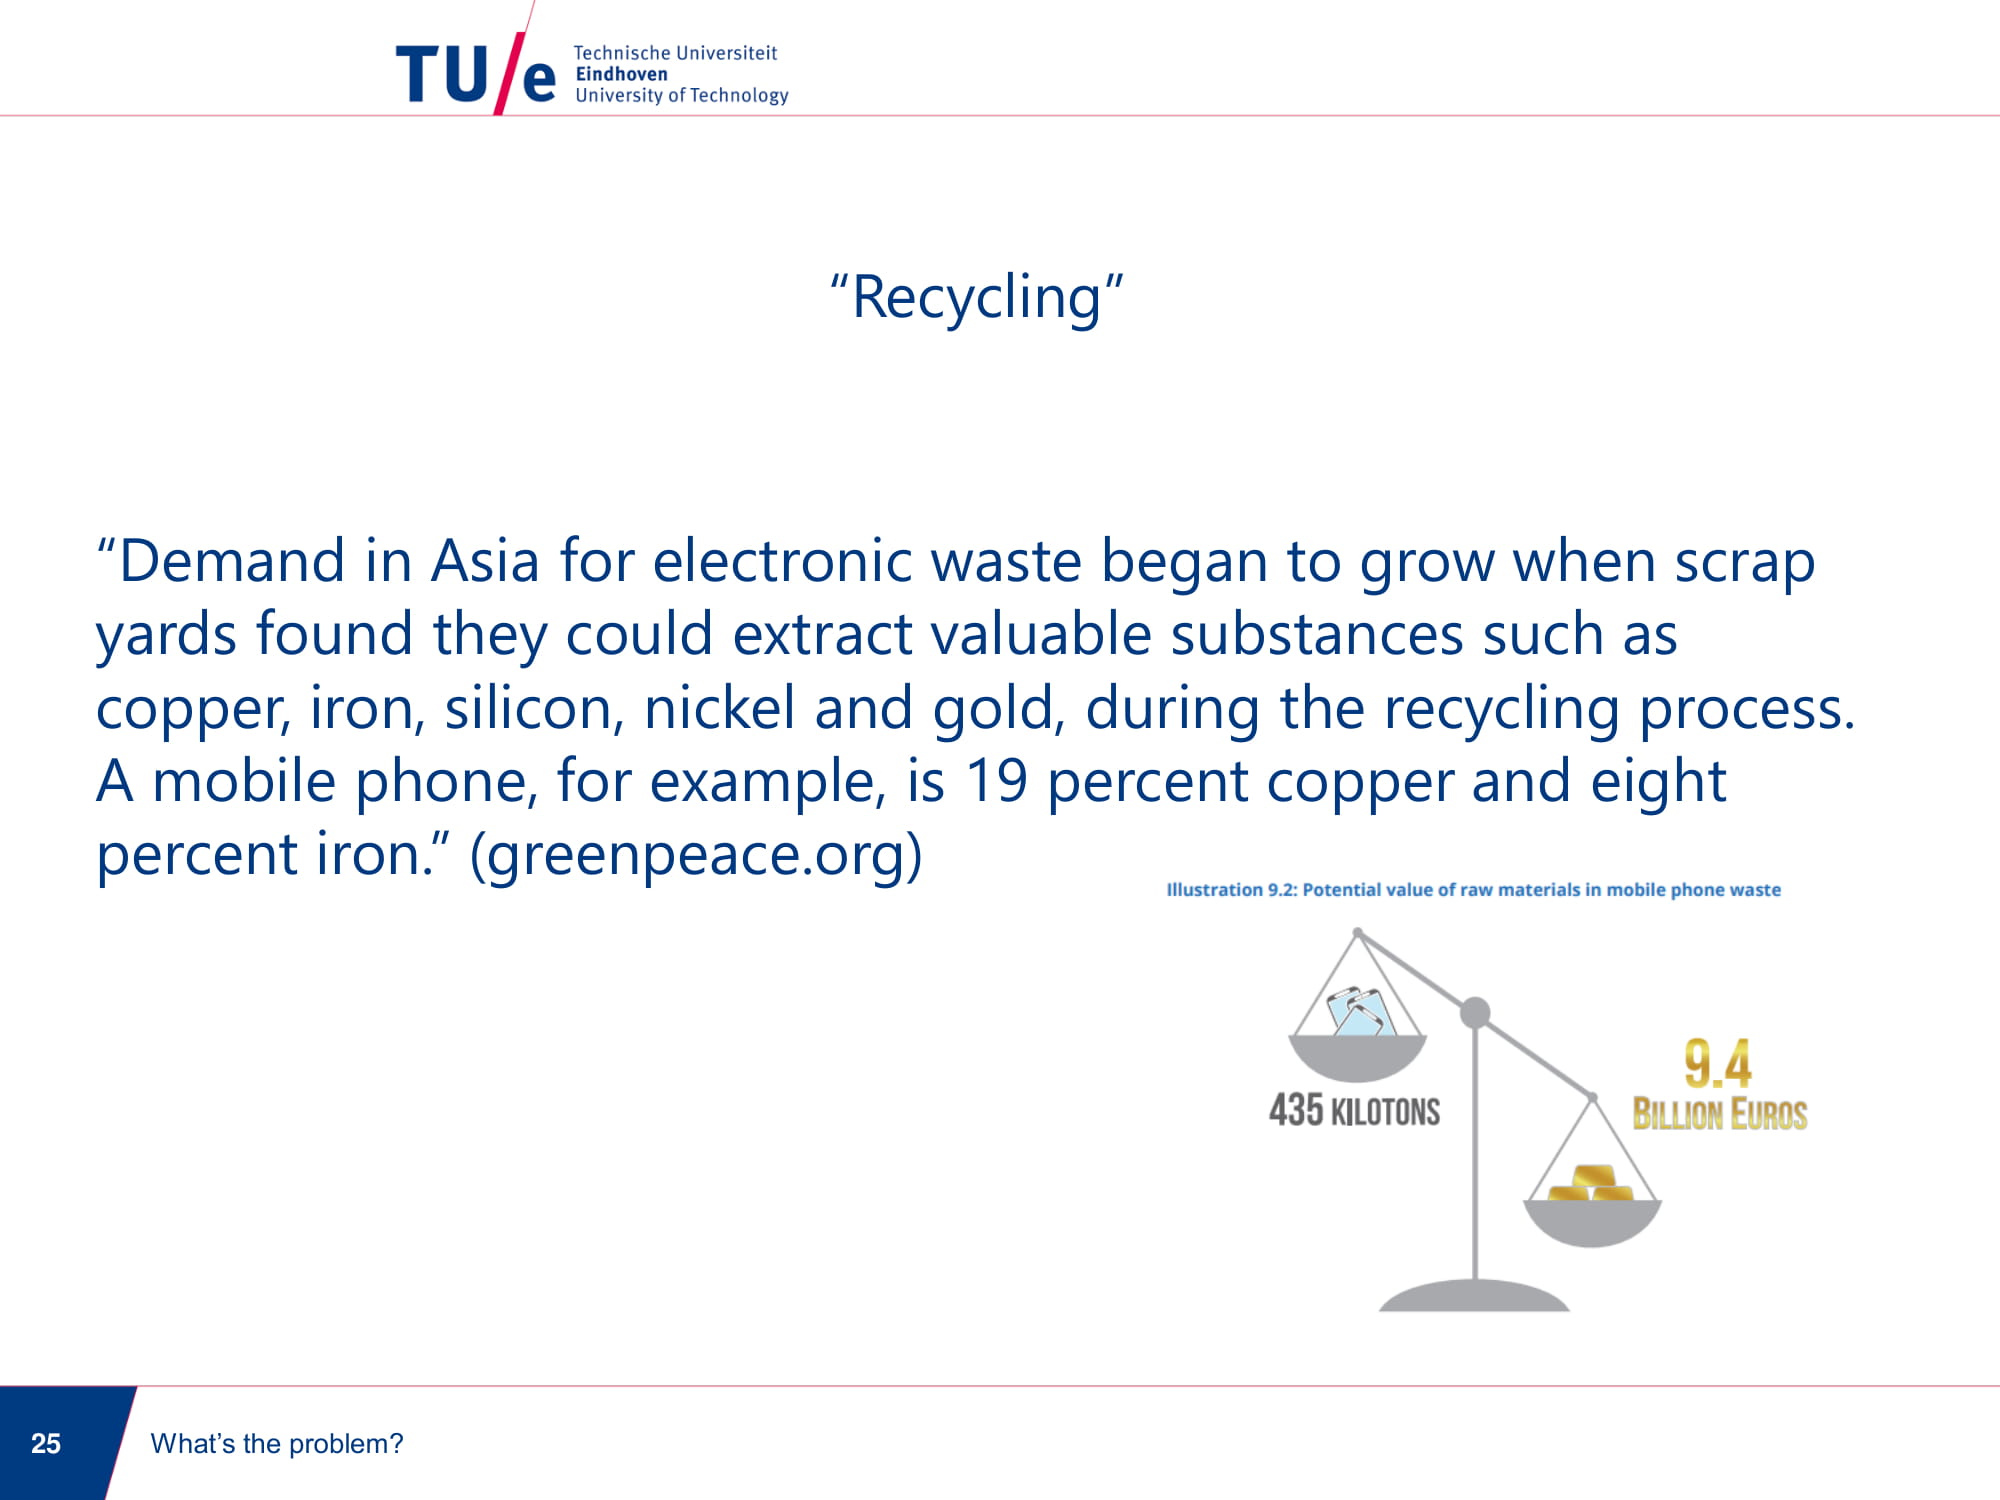 TU/e
Technische Universiteit
Eindhoven
University of Technology
“Recycling”
“Demand in Asia for electronic waste began to grow when scrap
yards found they could extract valuable substances such as
copper, iron, silicon, nickel and gold, during the recycling process.
A mobile phone, for example, is 19 percent copper and eight
percent iron.” (greenpeace.org)
Illustration 9.2: Potential value of raw materials in mobile phone waste
435 KILOTONS
9.4
BILLION EUROS
25
What’s the problem?